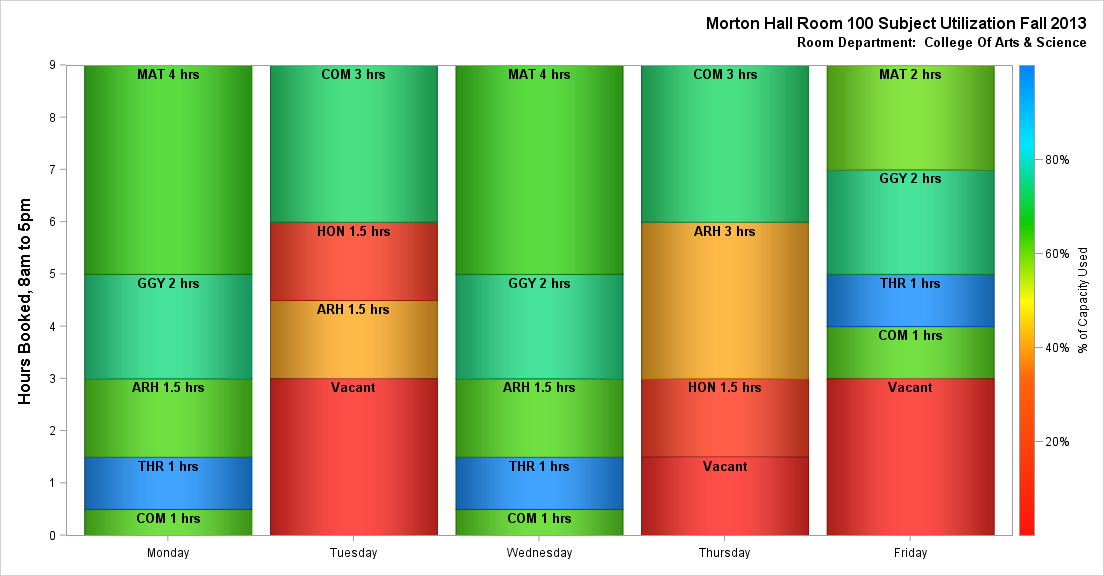 Morton Hall Room 100 Subject Utilization Fall 2013
Room Department:  College Of Arts & Science
Hours Booked, 8am to 5pm
9
8
7
6
5
4
3
2
1
0
MAT 4 hrs
GGY 2 hrs
ARH 1.5 hrs
THR 1 hrs
COM 1 hrs
COM 3 hrs
HON 1.5 hrs
ARH 1.5 hrs
Vacant
MAT 4 hrs
GGY 2 hrs
ARH 1.5 hrs
THR 1 hrs
COM 1 hrs
COM 3 hrs
ARH 3 hrs
HON 1.5 hrs
Vacant
MAT 2 hrs
GGY 2 hrs
THR 1 hrs
COM 1 hrs
Vacant
Monday
Tuesday
Wednesday
Thursday
Friday
80%
60%
40%
20%
% of Capacity Used